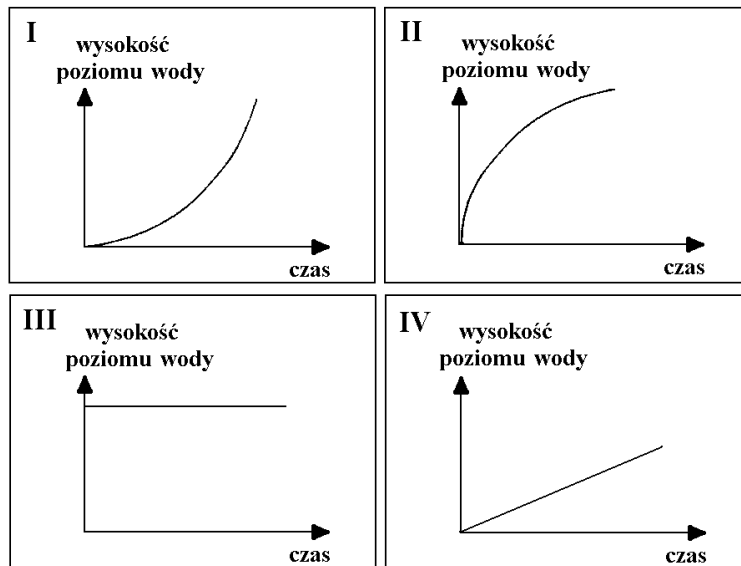 I
wysokość
poziomu wody
czas
II
wysokość
poziomu wody
czas
III
wysokość
poziomu wody
czas
IV
wysokość
poziomu wody
czas